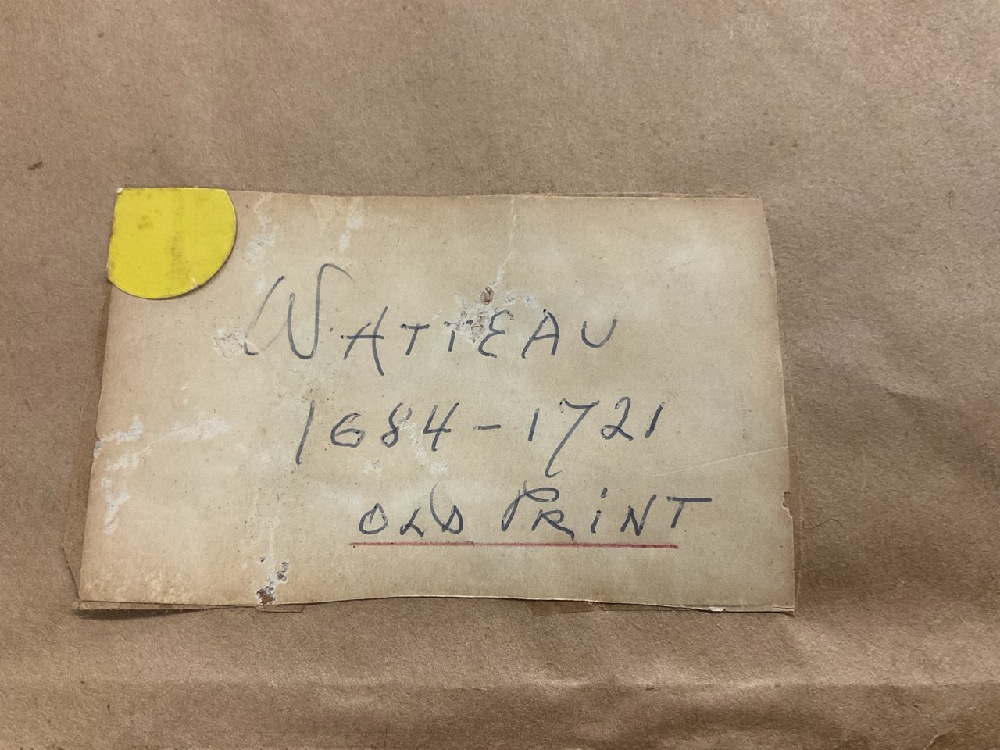 WATTEAU
1684-1721
OLD PRINT